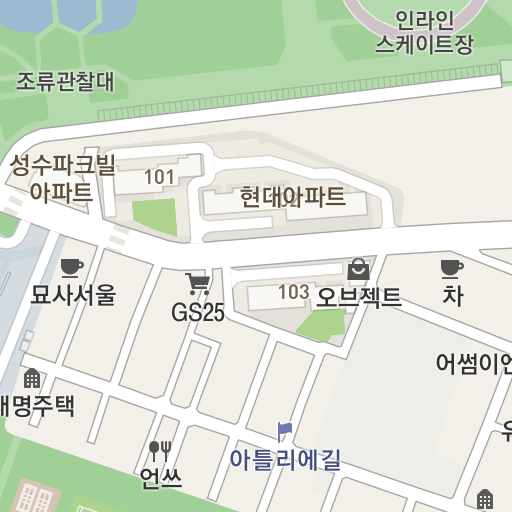 인라인
스케이트장
조류관찰대
성수파크빌
아파트
101
현대아파트
묘사서울
GS25
103
오브젝트
차
어썸이엔
대명주택
아틀리에길
언쓰